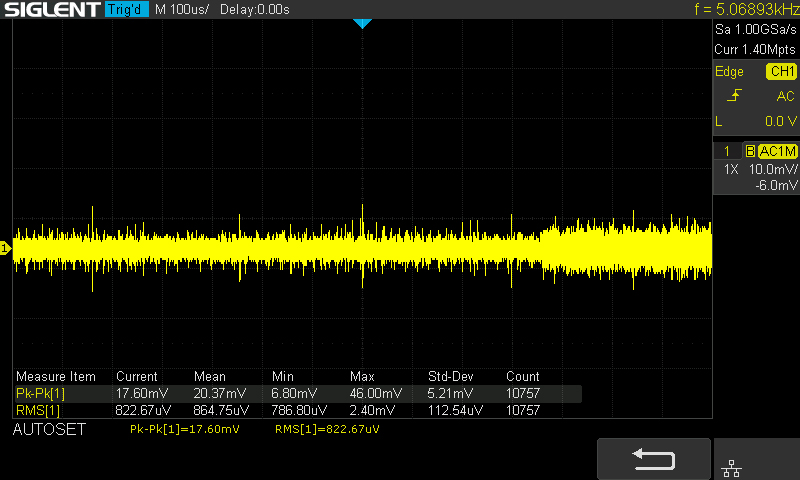 SIGLENT Trig'd M 100us/ Delay:0.00s f = 5.06893kHz
Sa 1.00GSa/s
Curr 1.40Mpts
Edge CH1
AC
L 0.0 V
1 B AC1M
1X 10.0mV/
-6.0mV
1
Measure Item Current Mean Min Max Std-Dev Count
Pk-Pk[1] 17.60mV 20.37mV 6.80mV 46.00mV 5.21mV 10757
RMS[1] 822.67uV 864.75uV 786.80uV 2.40mV 112.54uV 10757
AUTOSET Pk-Pk[1]=17.60mV RMS[1]=822.67uV